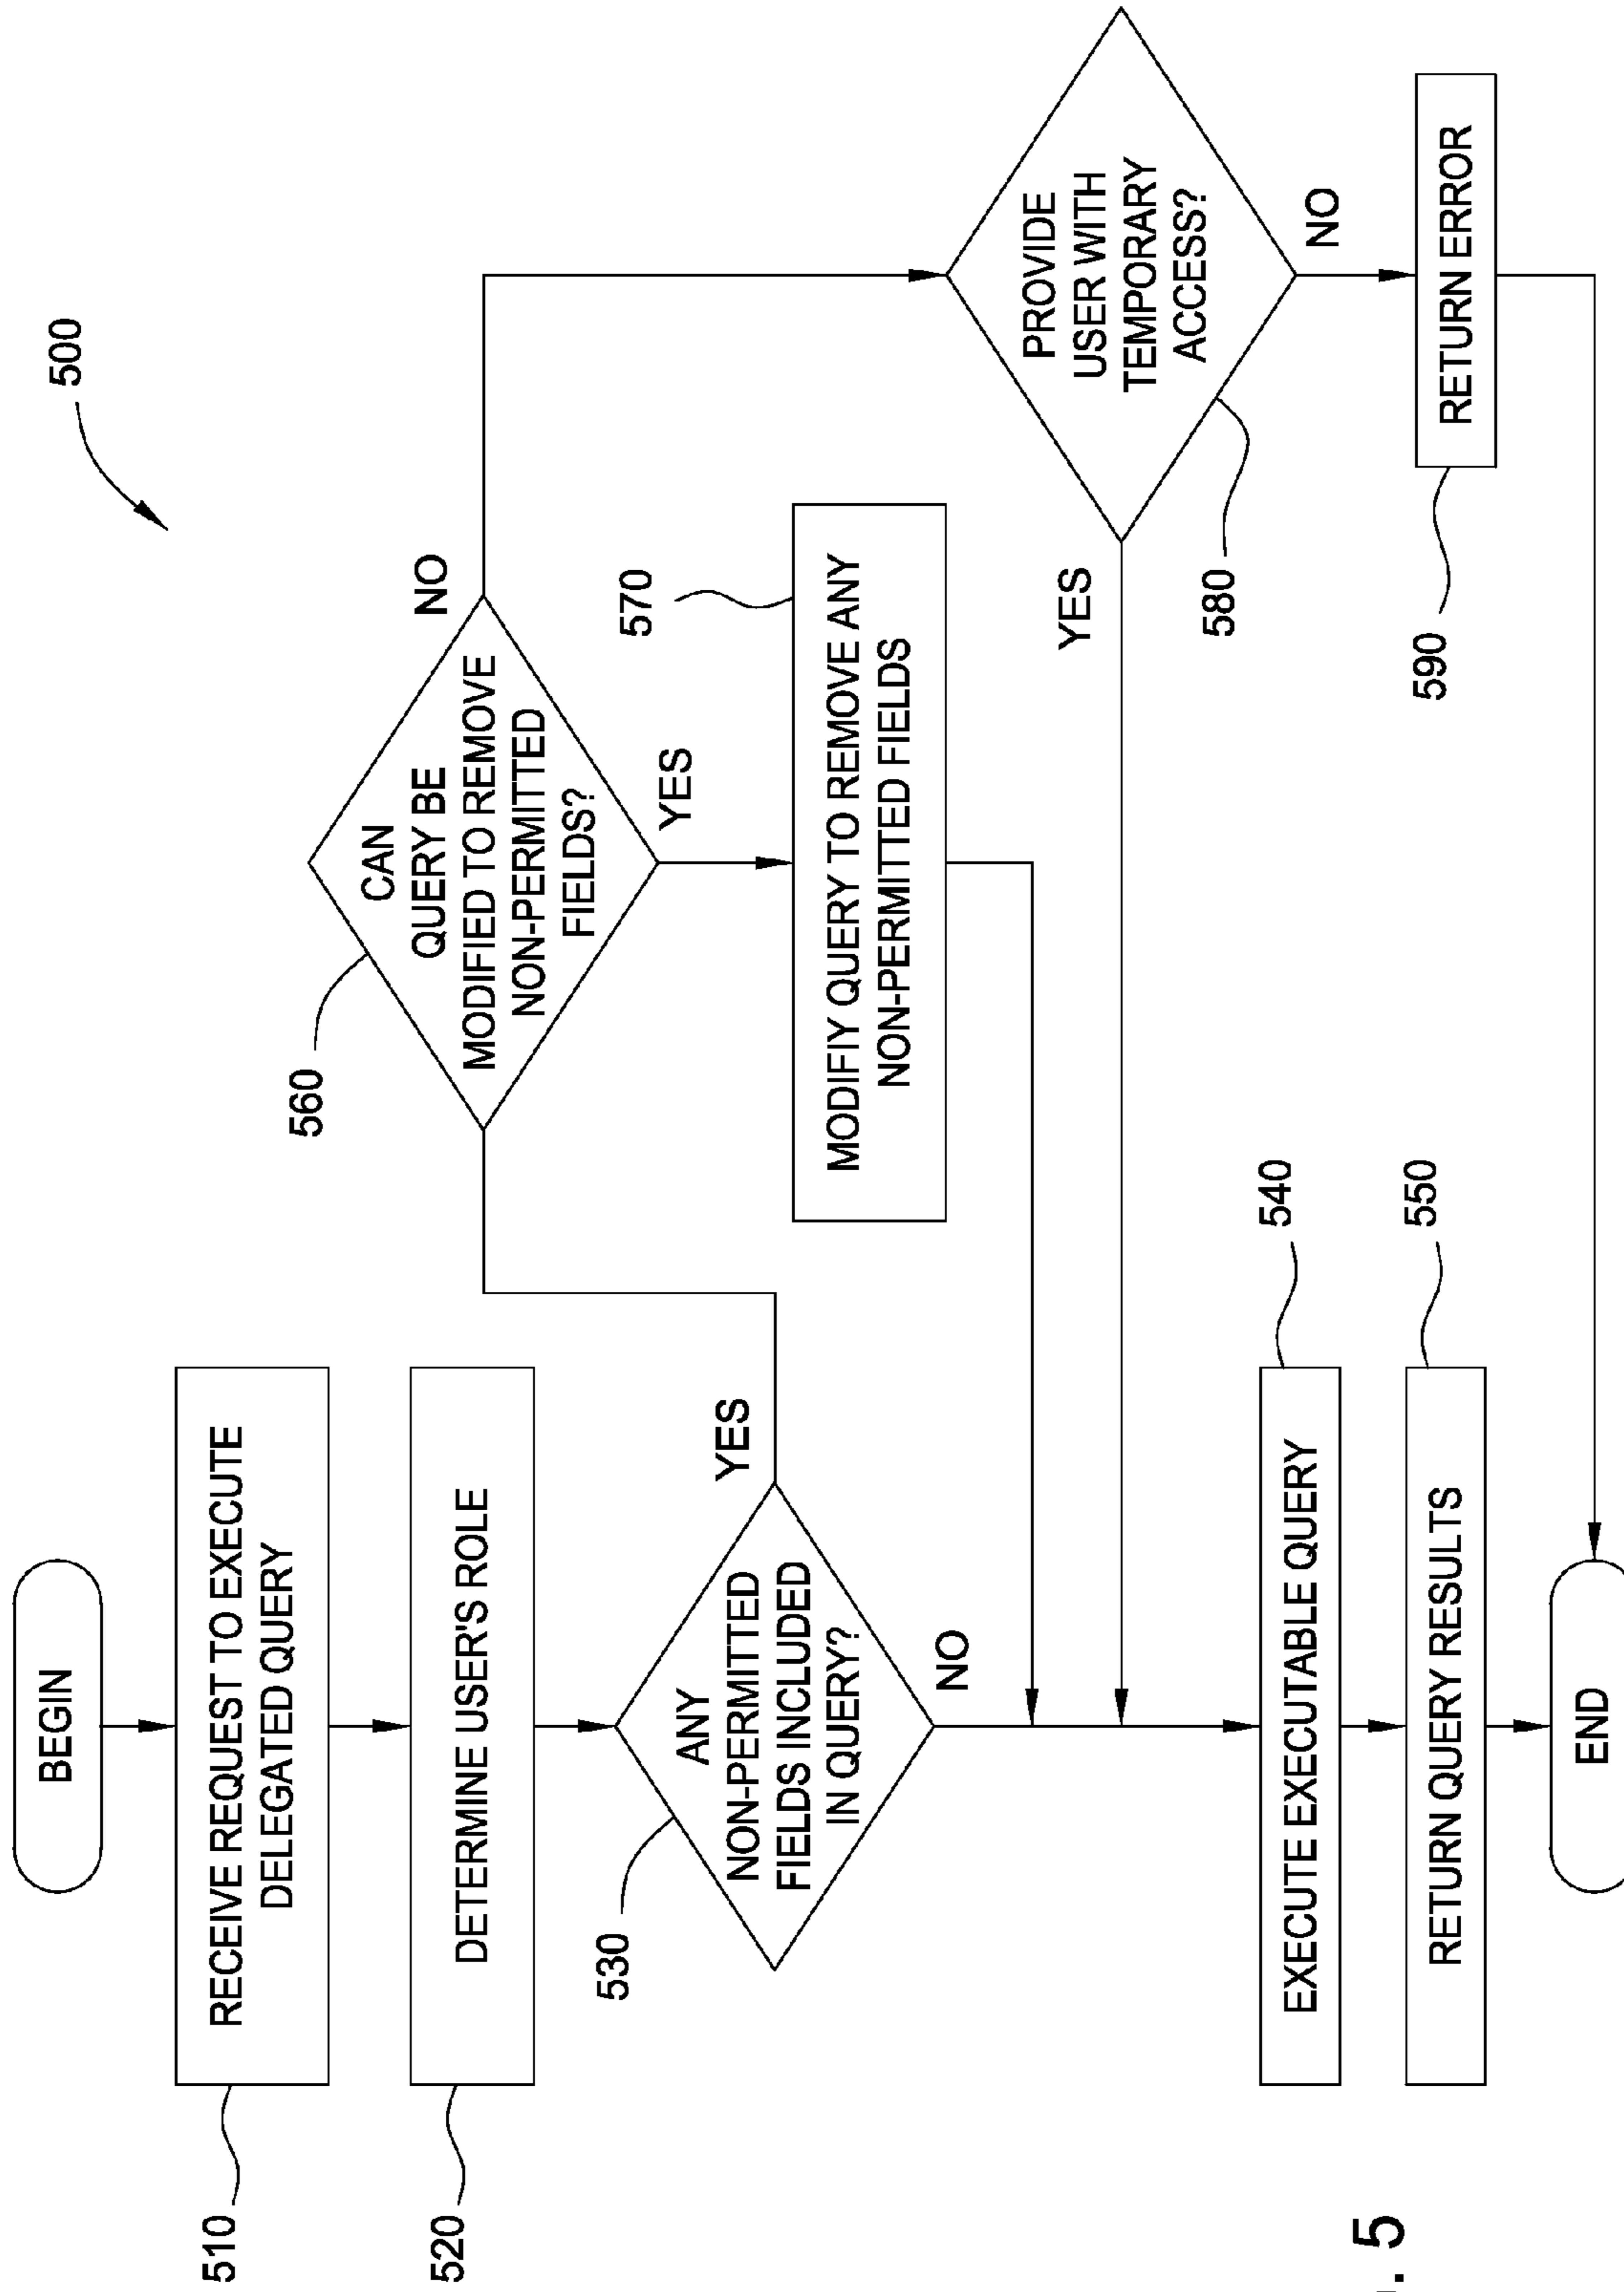 500
BEGIN
510
RECEIVE REQUEST TO EXECUTE
DELEGATED QUERY
520
DETERMINE USER'S ROLE
530
ANY
NON-PERMITTED
FIELDS INCLUDED
IN QUERY?
YES
NO
560
CAN
QUERY BE
MODIFIED TO REMOVE
NON-PERMITTED
FIELDS?
NO
YES
570
MODIFIY QUERY TO REMOVE ANY
NON-PERMITTED FIELDS
PROVIDE
USER WITH
TEMPORARY
ACCESS?
YES
580
NO
540
EXECUTE EXECUTABLE QUERY
550
RETURN QUERY RESULTS
590
RETURN ERROR
END
. 5